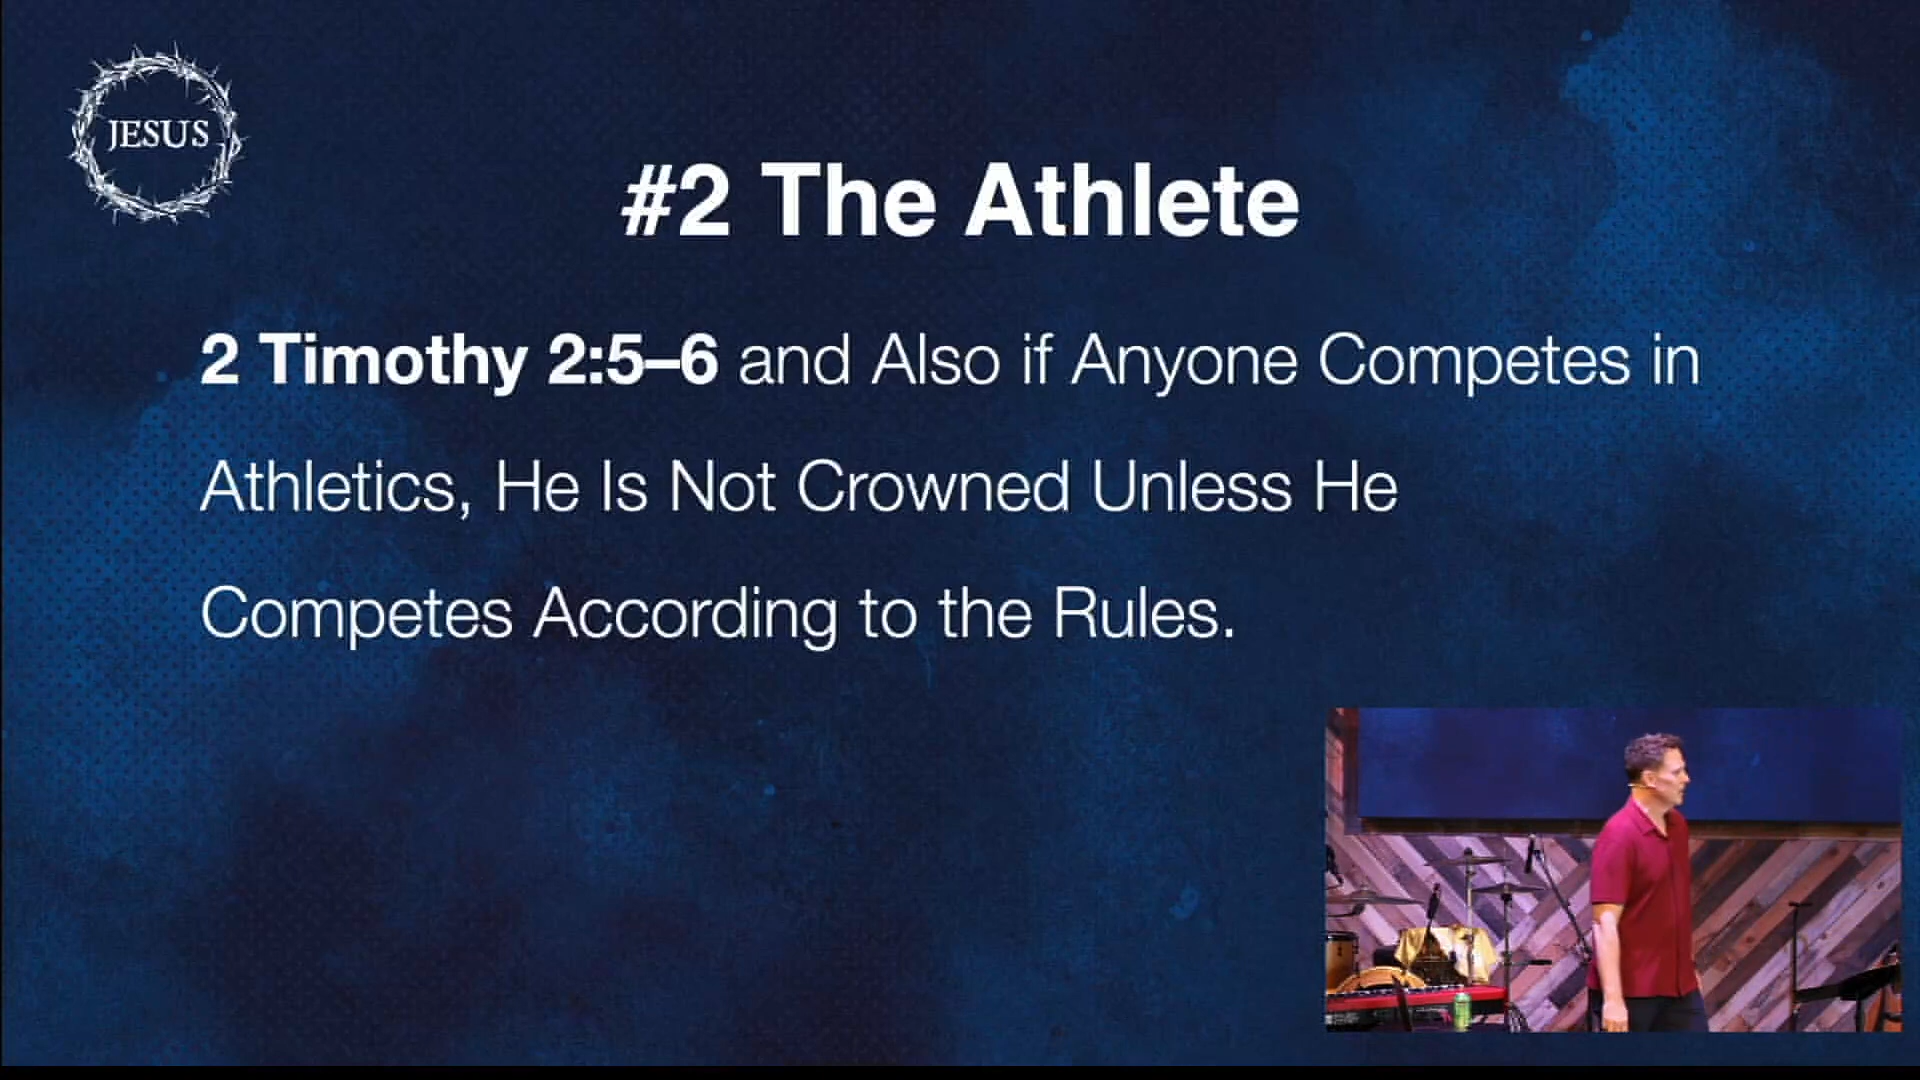 JESUS
#2 The Athlete
2 Timothy 2:5–6 and Also if Anyone Competes in
Athletics, He Is Not Crowned Unless He
Competes According to the Rules.